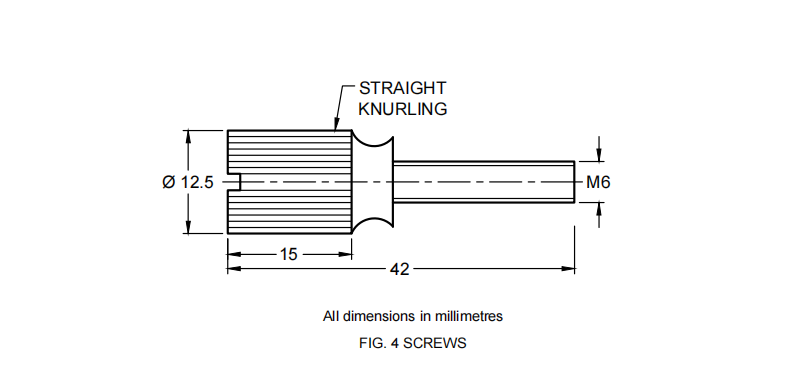 STRAIGHT
KNURLING
Ø 12.5
M6
15
42
All dimensions in millimetres
FIG. 4 SCREWS